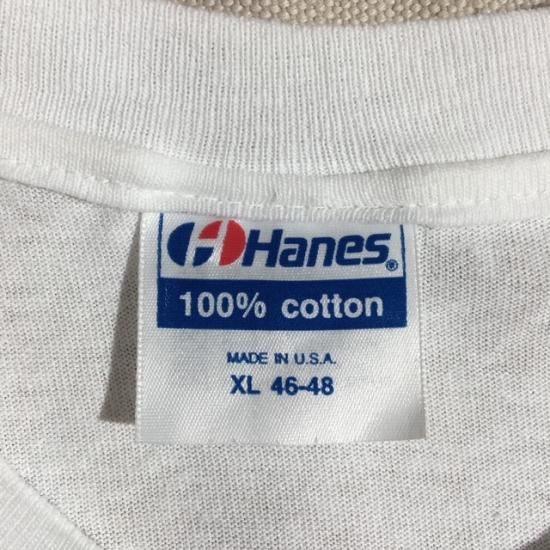 Hanes®
100% cotton
MADE IN U.S.A.
XL 46-48